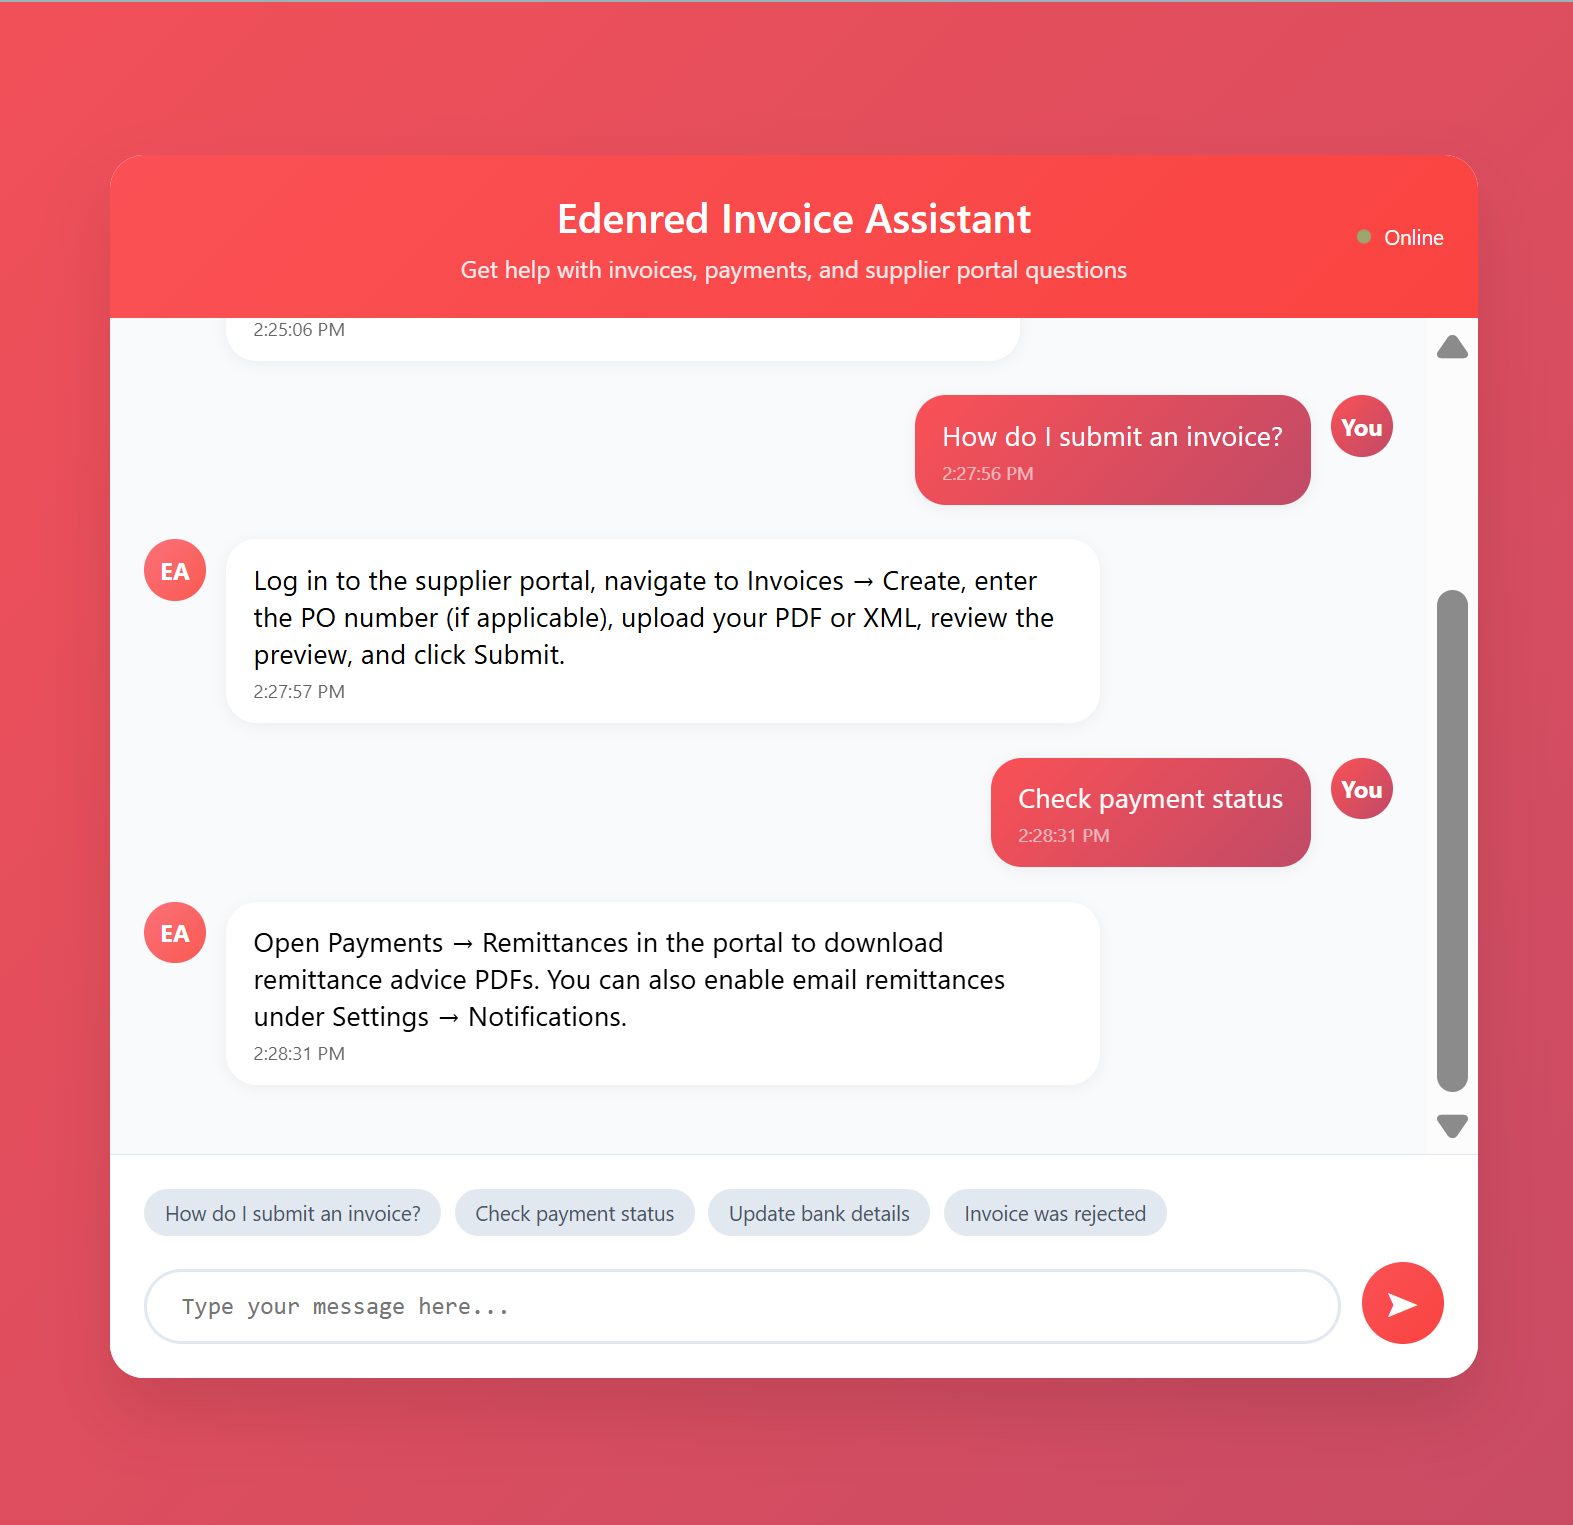 Edenred Invoice Assistant
Get help with invoices, payments, and supplier portal questions
Online
2:25:06 PM
How do I submit an invoice?
2:27:56 PM
You
EA
Log in to the supplier portal, navigate to Invoices → Create, enter
the PO number (if applicable), upload your PDF or XML, review the
preview, and click Submit.
2:27:57 PM
Check payment status
2:28:31 PM
You
EA
Open Payments → Remittances in the portal to download
remittance advice PDFs. You can also enable email remittances
under Settings → Notifications.
2:28:31 PM
How do I submit an invoice?
Check payment status
Update bank details
Invoice was rejected
Type your message here...